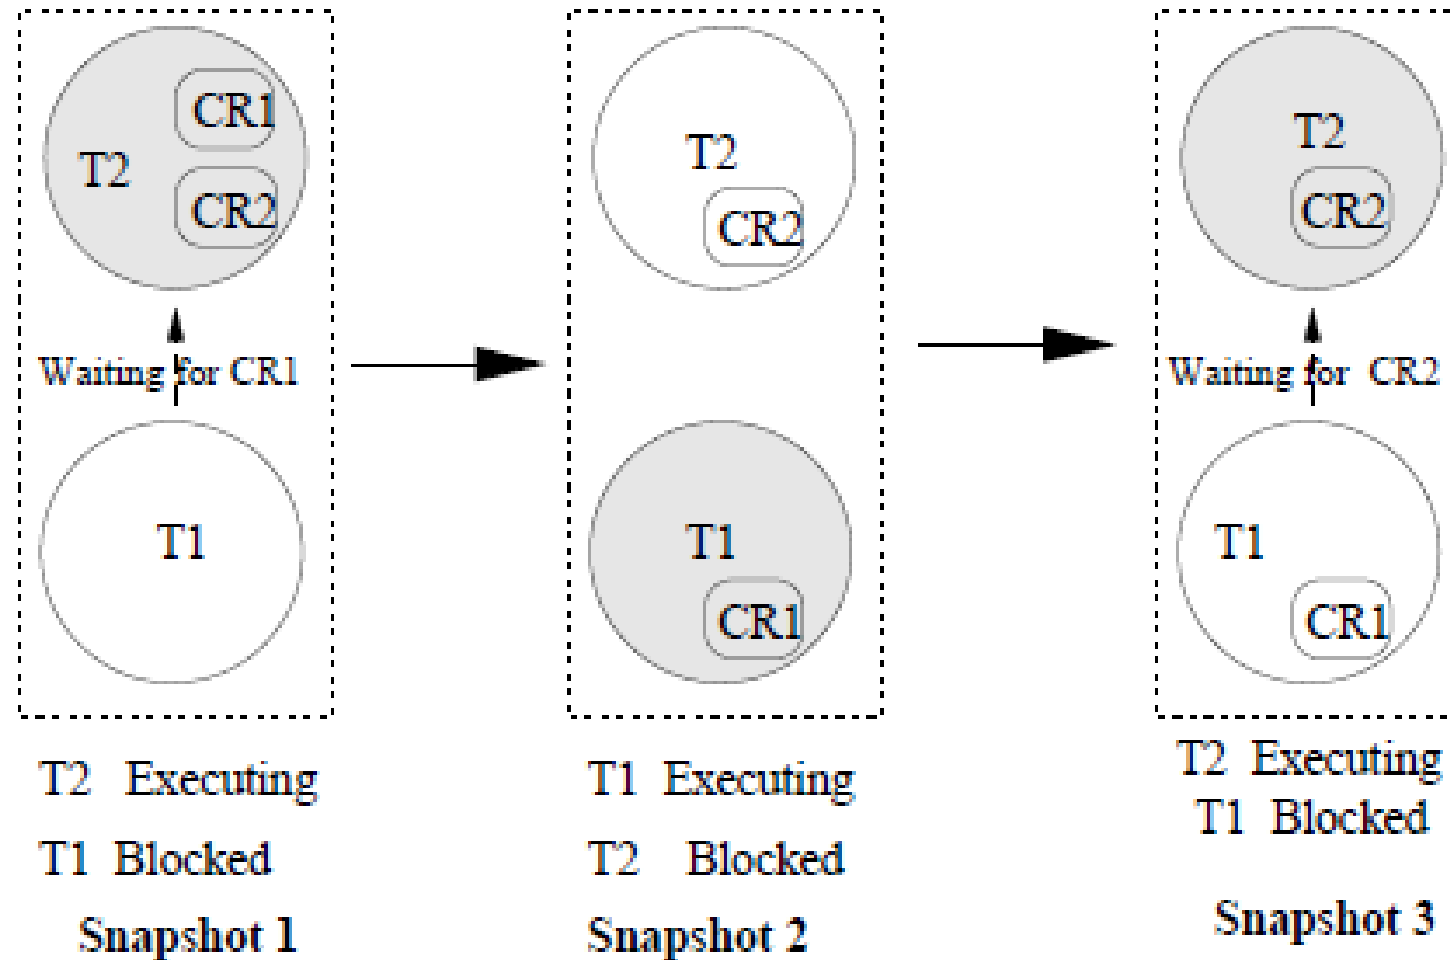 CR1
T2
CR2
Waiting for CR1
T1
T2 Executing
T1 Blocked
Snapshot 1
T2
CR2
T1
CR1
T1 Executing
T2 Blocked
Snapshot 2
T2
CR2
Waiting for CR2
T1
CR1
T2 Executing
T1 Blocked
Snapshot 3